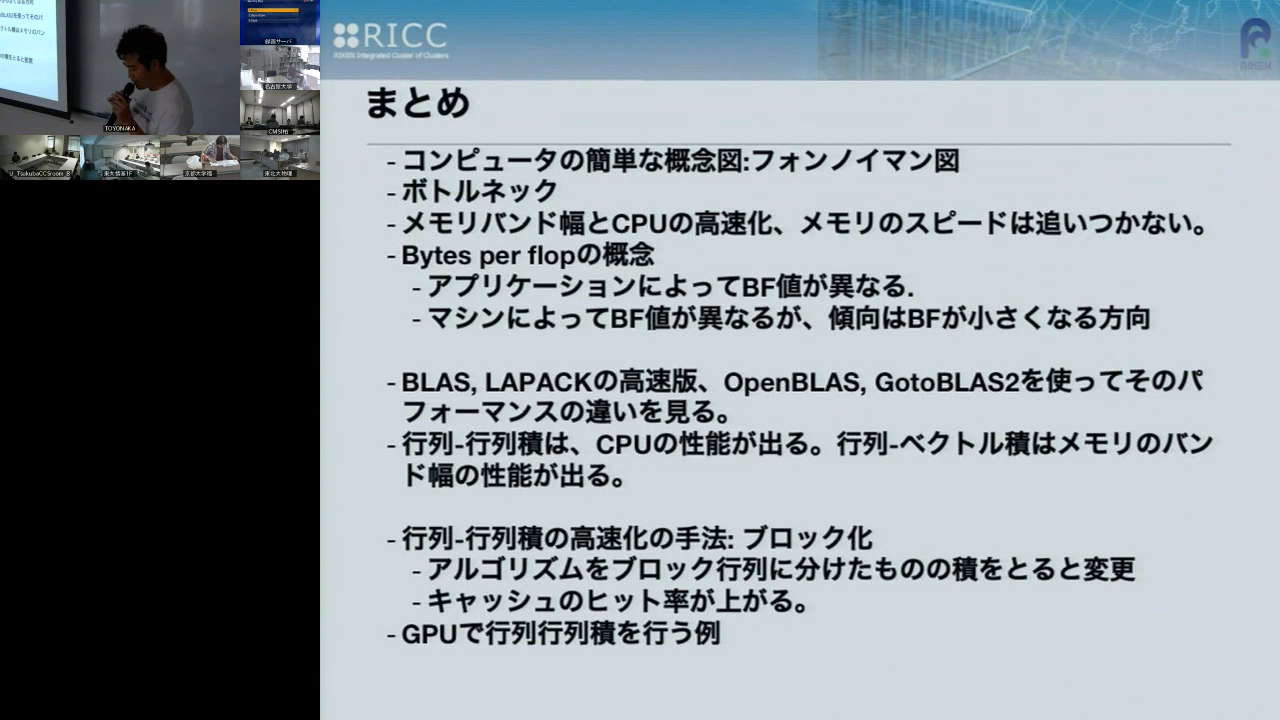 RICC
RIKEN Integrated Cluster of Clusters
RIKEN
まとめ
- コンピュータの簡単な概念図:フォンノイマン図
- ボトルネック
- メモリバンド幅とCPUの高速化、メモリのスピードは追いつかない。
- Bytes per flopの概念
- アプリケーションによってBF値が異なる.
- マシンによってBF値が異なるが、傾向はBFが小さくなる方向
- BLAS, LAPACKの高速版、OpenBLAS, GotoBLAS2を使ってそのパ
フォーマンスの違いを見る。
- 行列-行列積は、CPUの性能が出る。行列-ベクトル積はメモリのバン
ド幅の性能が出る。
- 行列-行列積の高速化の手法: ブロック化
- アルゴリズムをブロック行列に分けたものの積をとると変更
- キャッシュのヒット率が上がる。
- GPUで行列行列積を行う例
TOYONAKA
名古屋大学
CMSI柏
U_TsukubaCCSroom_B
東北大物理